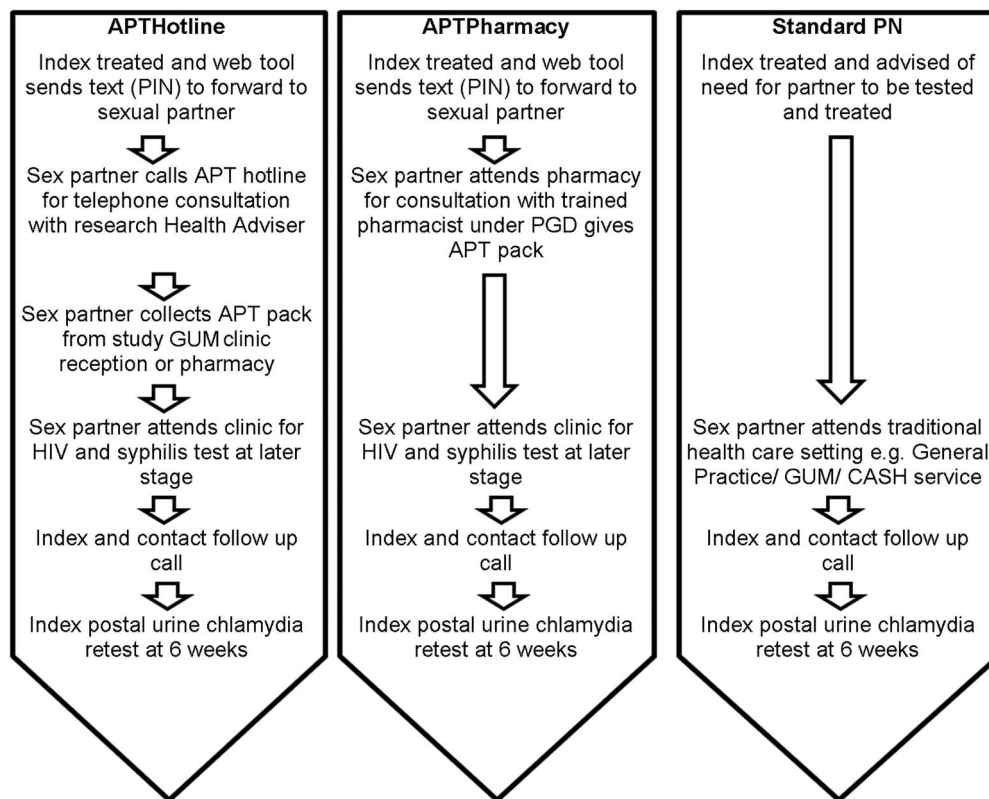 APTHotline
Index treated and web tool
sends text (PIN) to forward to
sexual partner
Sex partner calls APT hotline
for telephone consultation
with research Health Adviser
Sex partner collects APT pack
from study GUM clinic
reception or pharmacy
Sex partner attends clinic for
HIV and syphilis test at later
stage
Index and contact follow up
call
Index postal urine chlamydia
retest at 6 weeks
APTPharmacy
Index treated and web tool
sends text (PIN) to forward to
sexual partner
Sex partner attends pharmacy
for consultation with trained
pharmacist under PGD gives
APT pack
Sex partner attends clinic for
HIV and syphilis test at later
stage
Index and contact follow up
call
Index postal urine chlamydia
retest at 6 weeks
Standard PN
Index treated and advised of
need for partner to be tested
and treated
Sex partner attends traditional
health care setting e.g. General
Practice/ GUM/ CASH service
Index and contact follow up
call
Index postal urine chlamydia
retest at 6 weeks